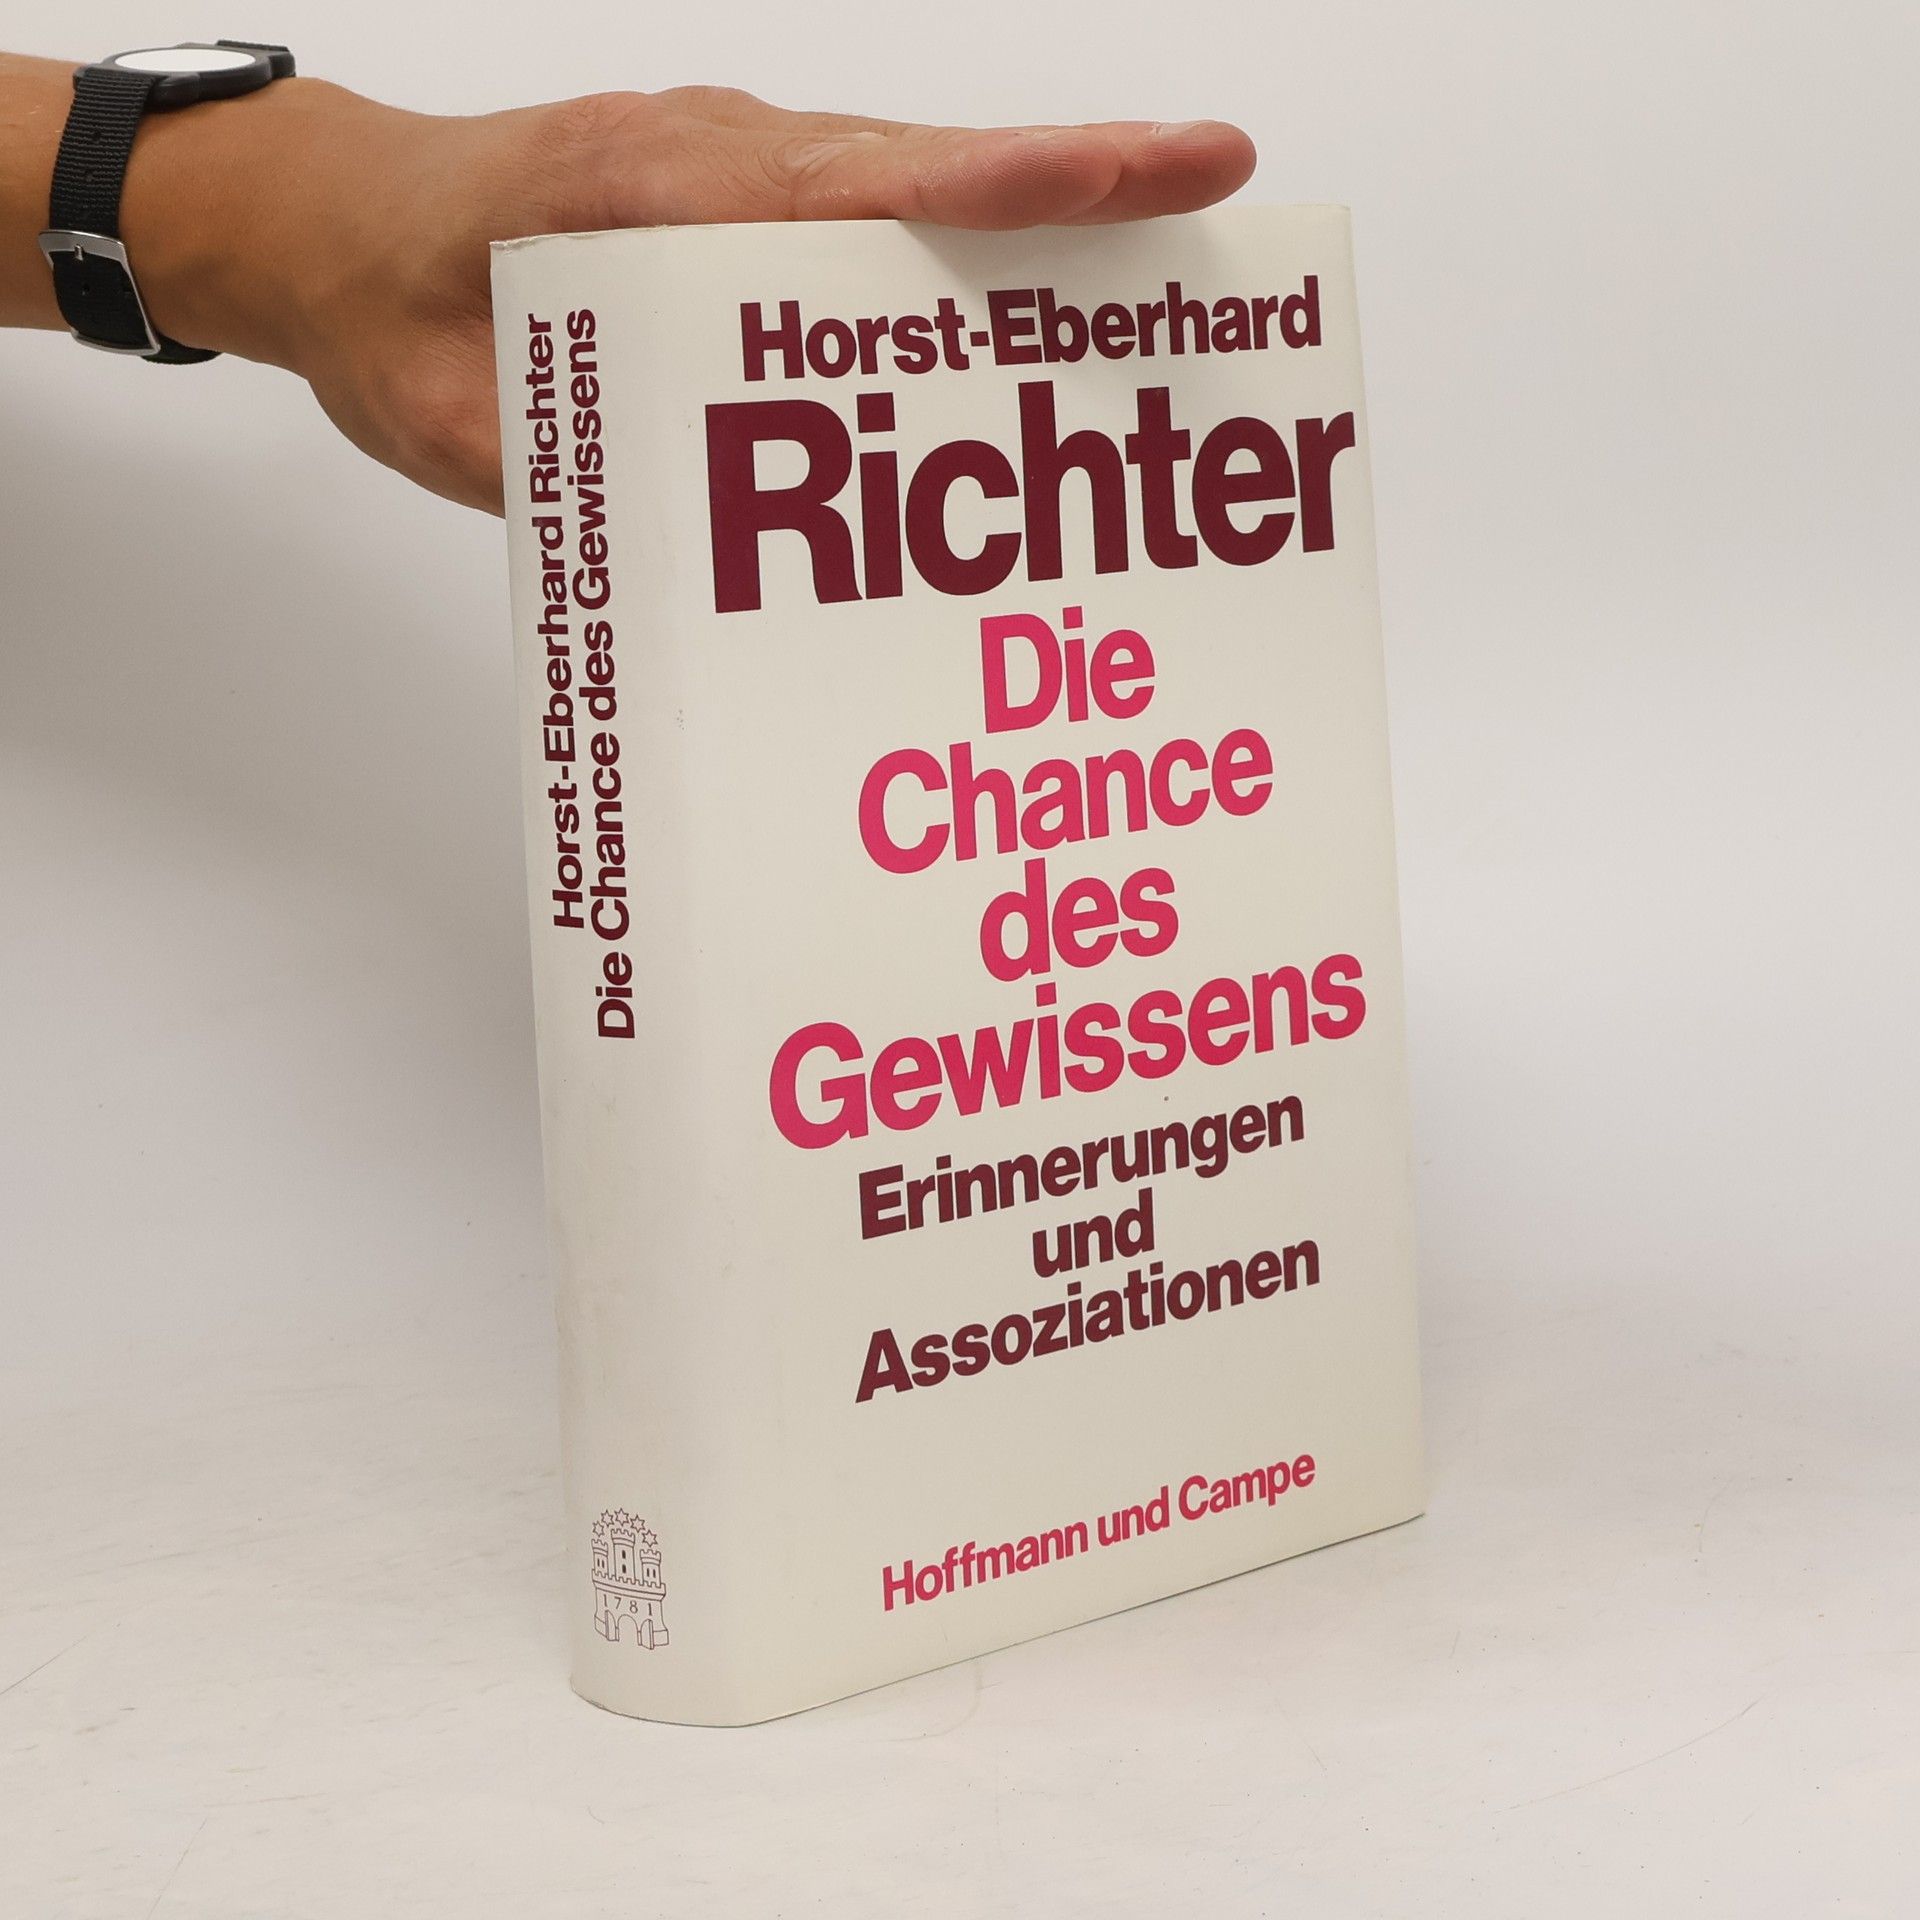 Horst-Eberhard Richter
Die Chance des Gewissens
1781
Horst-Eberhard
Richter
Die
Chance
des
Gewissens
Erinnerungen
und
Assoziationen
Hoffmann und Campe